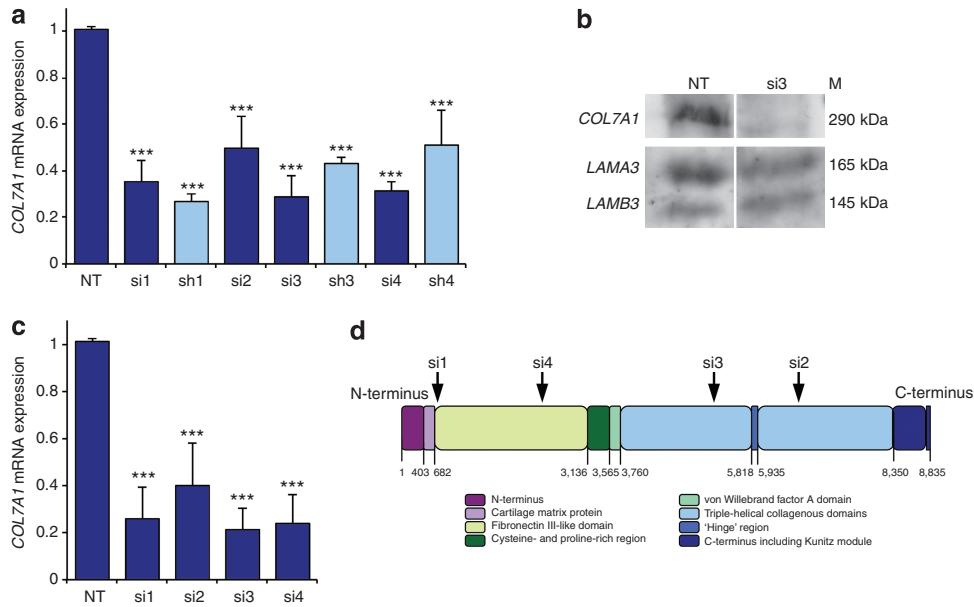 a
COL7A1 mRNA expression
1
0.8
0.6
0.4
0.2
0
*** *** *** *** *** *** ***
NT si1 sh1 si2 si3 sh3 si4 sh4
b
NT si3 M
COL7A1 290 kDa
LAMA3 165 kDa
LAMB3 145 kDa
c
COL7A1 mRNA expression
1
0.8
0.6
0.4
0.2
0
*** *** *** ***
NT si1 si2 si3 si4
d
si1 si4 si3 si2
N-terminus C-terminus
1 403 682 3,136 3,565 3,760 5,818 5,935 8,350 8,835
N-terminus
Cartilage matrix protein
Fibronectin III-like domain
Cysteine- and proline-rich region
von Willebrand factor A domain
Triple-helical collagenous domains
'Hinge' region
C-terminus including Kunitz module